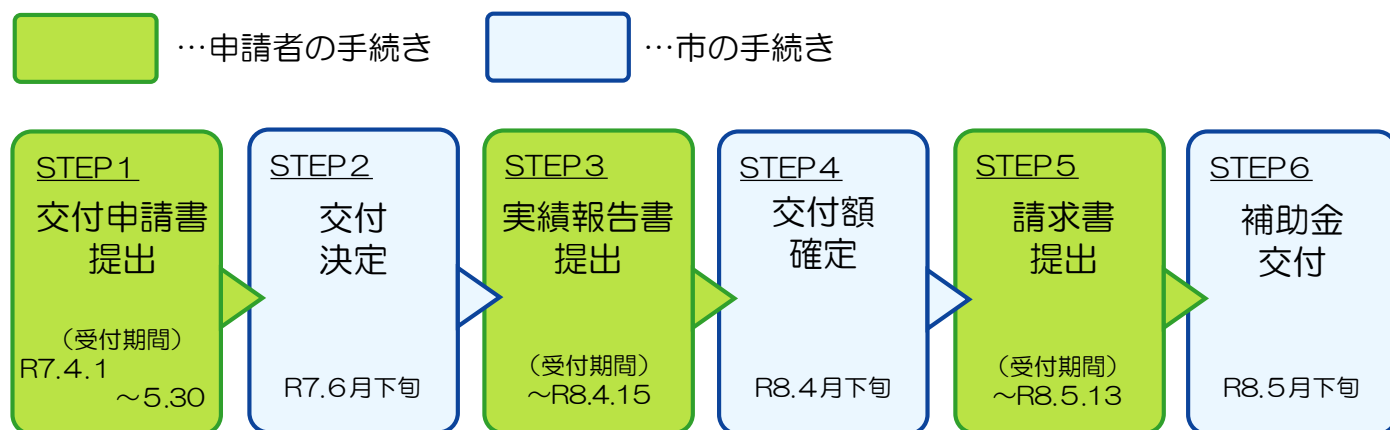 …申請者の手続き
…市の手続き
STEP1
交付申請書
提出
（受付期間）
R7.4.1
～5.30
STEP2
交付
決定
R7.6月下旬
STEP3
実績報告書
提出
（受付期間）
～R8.4.15
STEP4
交付額
確定
R8.4月下旬
STEP5
請求書
提出
（受付期間）
～R8.5.13
STEP6
補助金
交付
R8.5月下旬